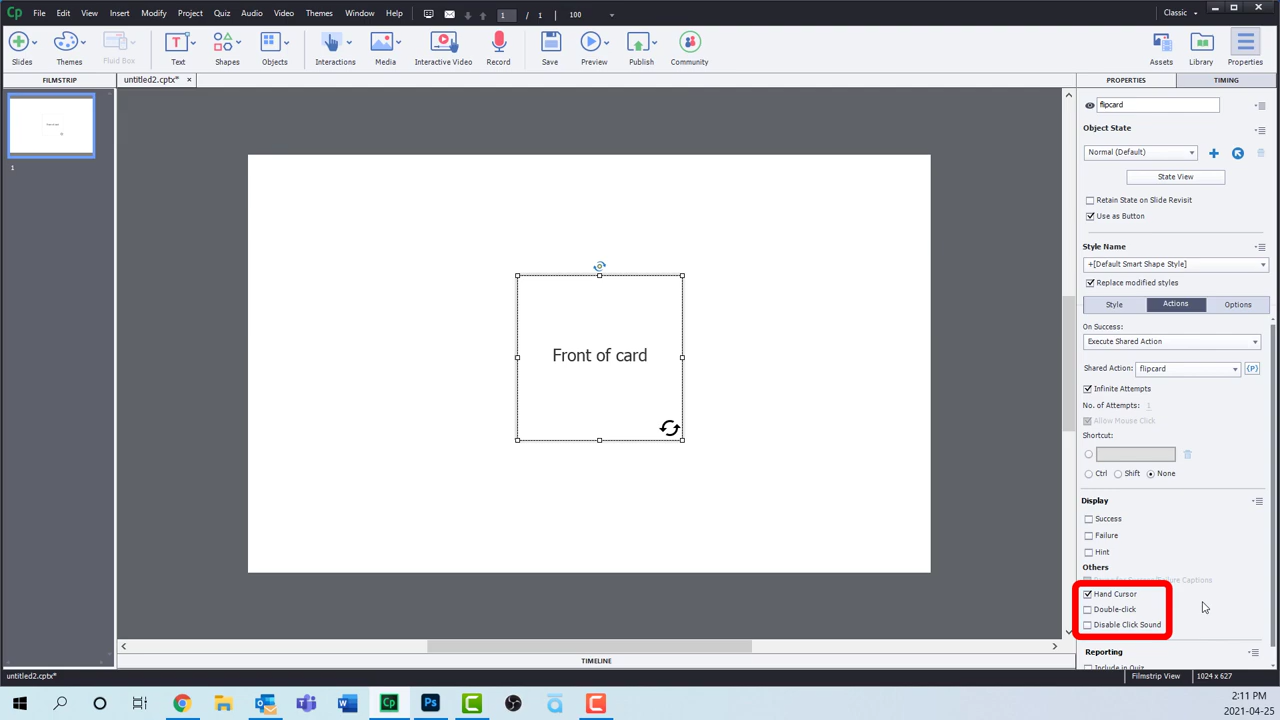 Cp File Edit View Insert Modify Project Quiz Audio Video Themes Window Help 1 / 1 100 Classic
Slides Themes Fluid Box Text Shapes Objects Interactions Media Interactive Video Record Save Preview Publish Community Assets Library Properties
FILMSTRIP untitled2.cptx* × PROPERTIES TIMING
flipcard
Object State
Normal (Default)
State View
Retain State on Slide Revisit
Use as Button
Style Name
+[Default Smart Shape Style]
Replace modified styles
Style Actions Options
On Success:
Execute Shared Action
Shared Action: flipcard {P}
Infinite Attempts
No. of Attempts: 1
Allow Mouse Click
Shortcut:
Ctrl Shift None
Display
Success
Failure
Hint
Others
Hand Cursor
Double-click
Disable Click Sound
Reporting
Include in Quiz
1
Front of card
TIMELINE
untitled2.cptx* Filmstrip View 1024 x 627
Cp Ps C C
2:11 PM
2021-04-25